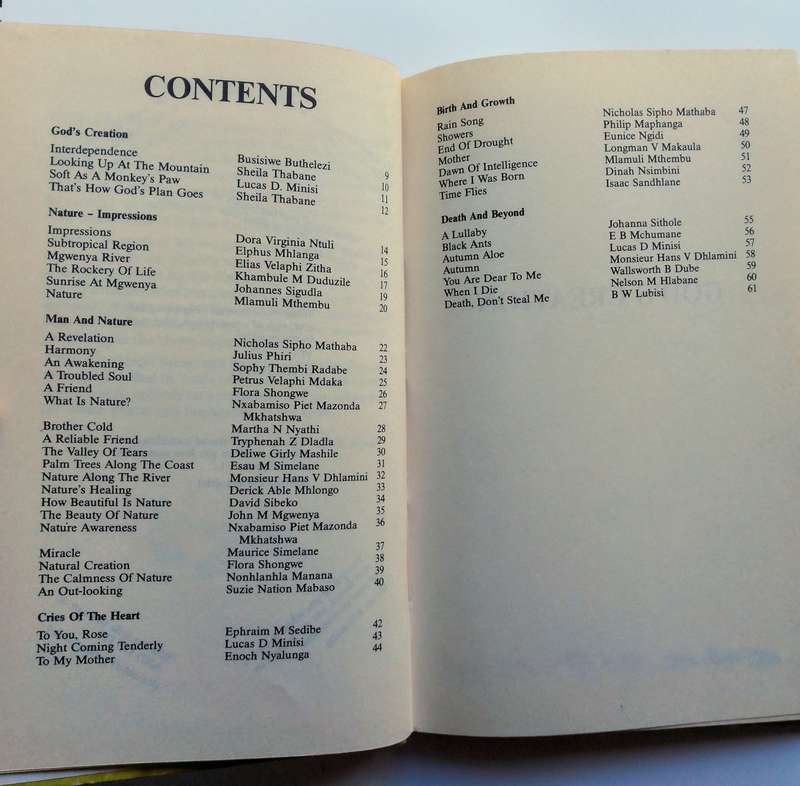 CONTENTS
God's Creation
Interdependence Busisiwe Buthelezi 9
Looking Up At The Mountain Sheila Thabane 10
Soft As A Monkey's Paw Lucas D. Minisi 11
That's How God's Plan Goes Sheila Thabane 12
Nature – Impressions
Impressions Dora Virginia Ntuli 14
Subtropical Region Elphus Mhlanga 15
Mgwenya River Elias Velaphi Zitha 16
The Rockery Of Life Khambule M Duduzile 17
Sunrise At Mgwenya Johannes Sigudla 19
Nature Mlamuli Mthembu 20
Man And Nature
A Revelation Nicholas Sipho Mathaba 22
Harmony Julius Phiri 23
An Awakening Sophy Thembi Radabe 24
A Troubled Soul Petrus Velaphi Mdaka 25
A Friend Flora Shongwe 26
What Is Nature? Nxabamiso Piet Mazonda 27
Mkhatshwa
Brother Cold Martha N Nyathi 28
A Reliable Friend Tryphenah Z Dladla 29
The Valley Of Tears Deliwe Girly Mashile 30
Palm Trees Along The Coast Esau M Simelane 31
Nature Along The River Monsieur Hans V Dhlamini 32
Nature's Healing Derick Able Mhlongo 33
How Beautiful Is Nature David Sibeko 34
The Beauty Of Nature John M Mgwenya 35
Nature Awareness Nxabamiso Piet Mazonda 36
Mkhatshwa
Miracle Maurice Simelane 37
Natural Creation Flora Shongwe 38
The Calmness Of Nature Nonhlanhla Manana 39
An Out-looking Suzie Nation Mabaso 40
Cries Of The Heart
To You, Rose Ephraim M Sedibe 42
Night Coming Tenderly Lucas D Minisi 43
To My Mother Enoch Nyalunga 44
Birth And Growth
Rain Song Nicholas Sipho Mathaba 47
Showers Philip Maphanga 48
End Of Drought Eunice Ngidi 49
Mother Longman V Makaula 50
Dawn Of Intelligence Mlamuli Mthembu 51
Where I Was Born Dinah Nsimbini 52
Time Flies Isaac Sandhlane 53
Death And Beyond
A Lullaby Johanna Sithole 55
Black Ants E B Mchumane 56
Autumn Aloe Lucas D Minisi 57
Autumn Monsieur Hans V Dhlamini 58
You Are Dear To Me Wallsworth B Dube 59
When I Die Nelson M Hlabane 60
Death, Don't Steal Me B W Lubisi 61